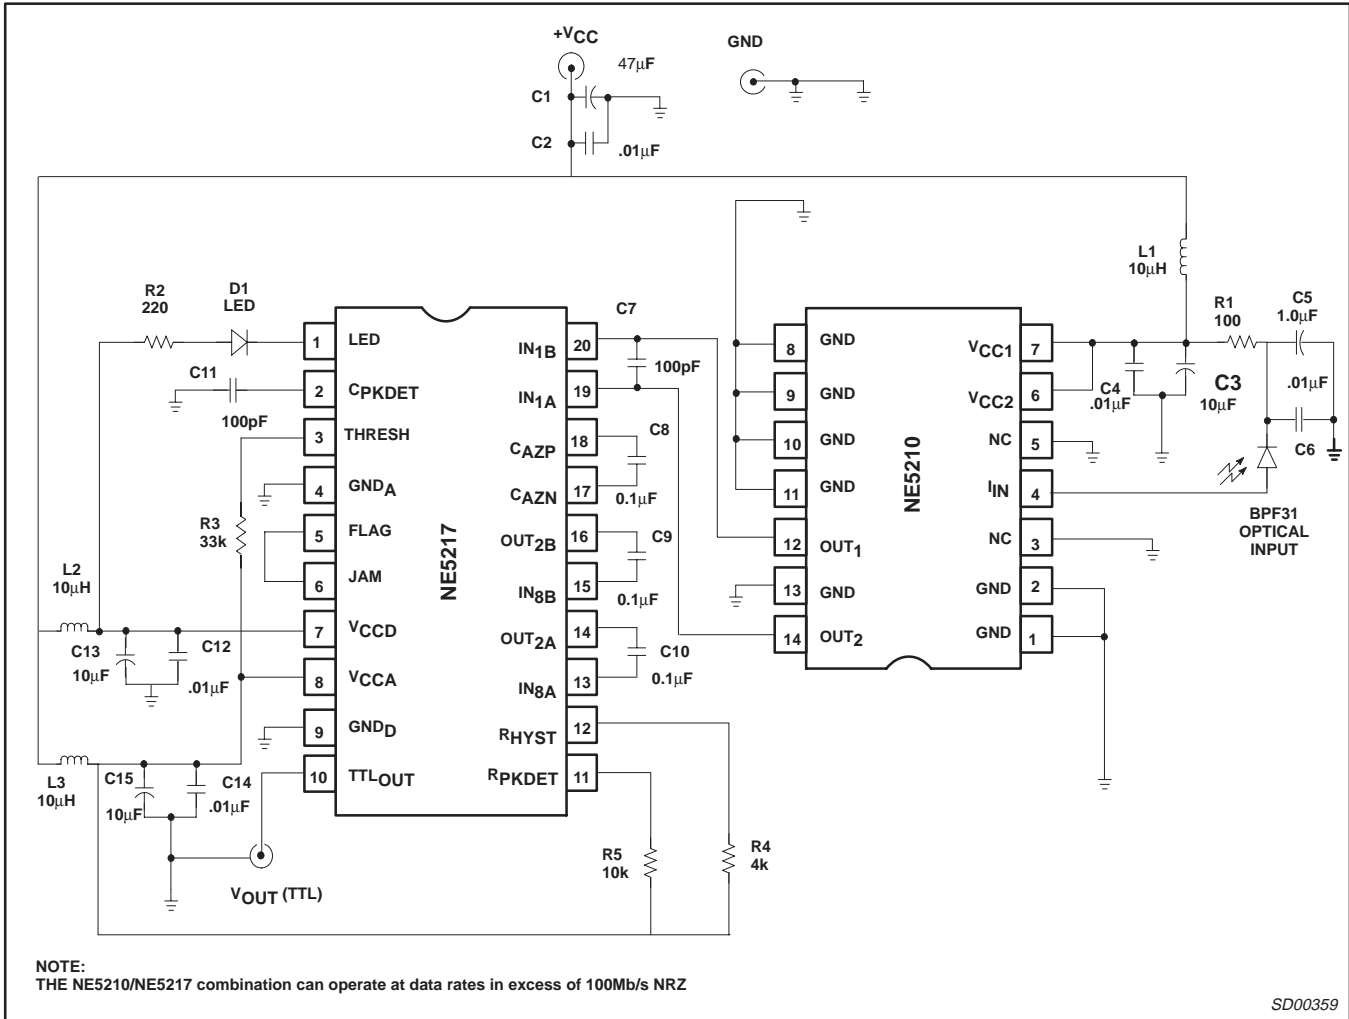 +VCC
47µF
GND
C1
C2
.01µF
L1
10µH
R2
220
D1
LED
C7
R1
100
C5
1.0µF
1 LED
IN1B 20
8 GND
VCC1 7
C11
2 CPKDET
100pF
100pF
IN1A 19
9 GND
VCC2 6
C4
.01µF
C3
10µF
.01µF
C6
3 THRESH
CAZP 18
C8
10 GND
NC 5
4 GNDA
CAZN 17
0.1µF
11 GND
IIN 4
BPF31
OPTICAL
INPUT
R3
33k
5 FLAG
OUT2B 16
C9
12 OUT1
NC 3
6 JAM
IN8B 15
0.1µF
13 GND
GND 2
NE5217
NE5210
L2
10µH
7 VCCD
OUT2A 14
C10
0.1µF
14 OUT2
GND 1
C13
10µF
C12
.01µF
8 VCCA
IN8A 13
9 GNDD
RHYST 12
L3
10µH
C15
10µF
C14
.01µF
10 TTLOUT
RPKDET 11
R5
10k
R4
4k
VOUT (TTL)
NOTE:
THE NE5210/NE5217 combination can operate at data rates in excess of 100Mb/s NRZ
SD00359